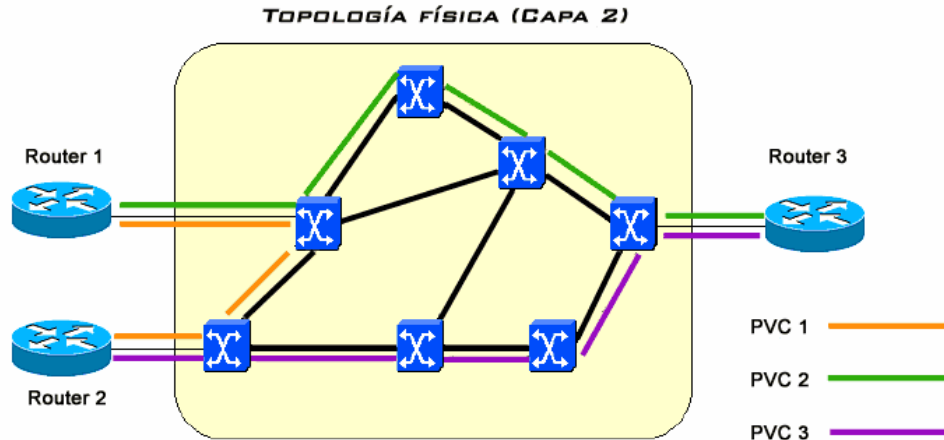 TOPOLOGÍA FÍSICA (CAPA 2)
Router 1
Router 3
Router 2
PVC 1
PVC 2
PVC 3